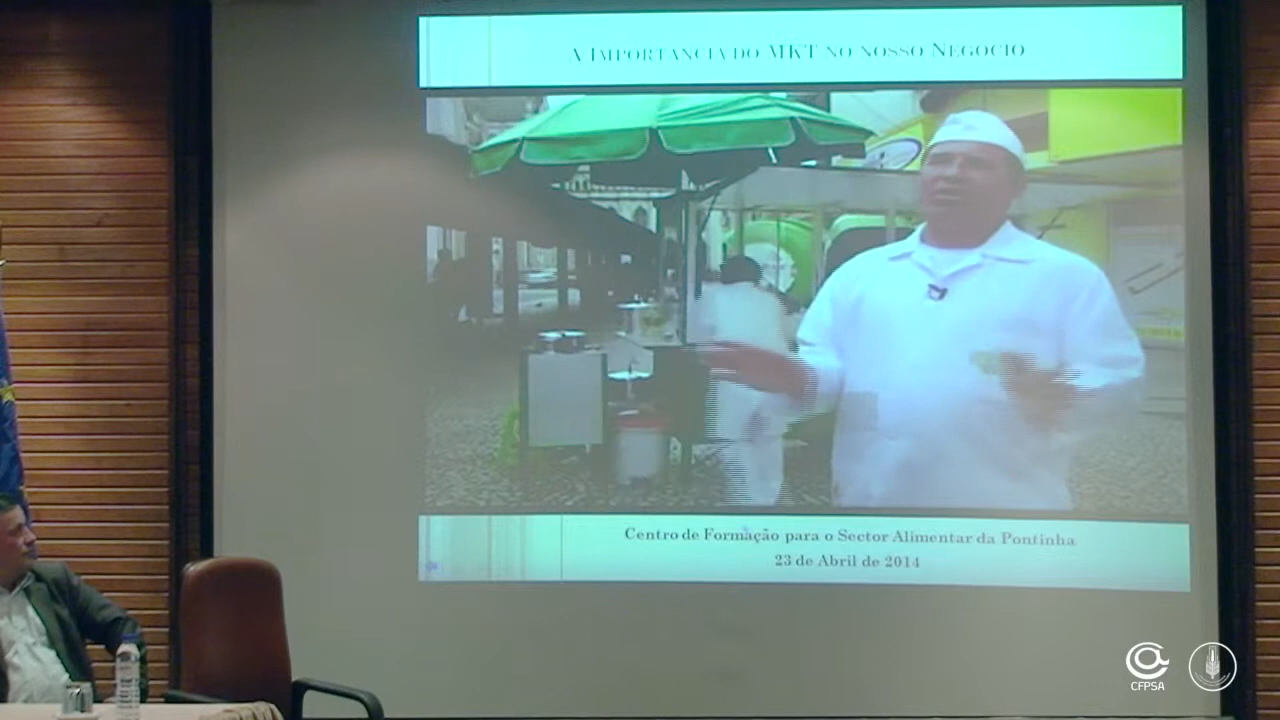 A IMPORTANCIA DO MKT NO NOSSO NEGOCIO
Centro de Formação para o Sector Alimentar da Pontinha
23 de Abril de 2014
CFPSA